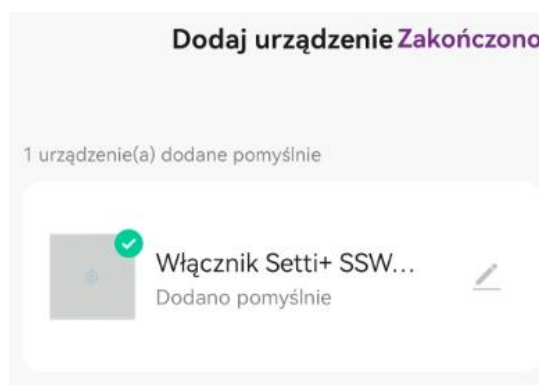 Dodaj urządzenie Zakończono
1 urządzenie(a) dodane pomyślnie
Włącznik Setti+ SSW...
Dodano pomyślnie